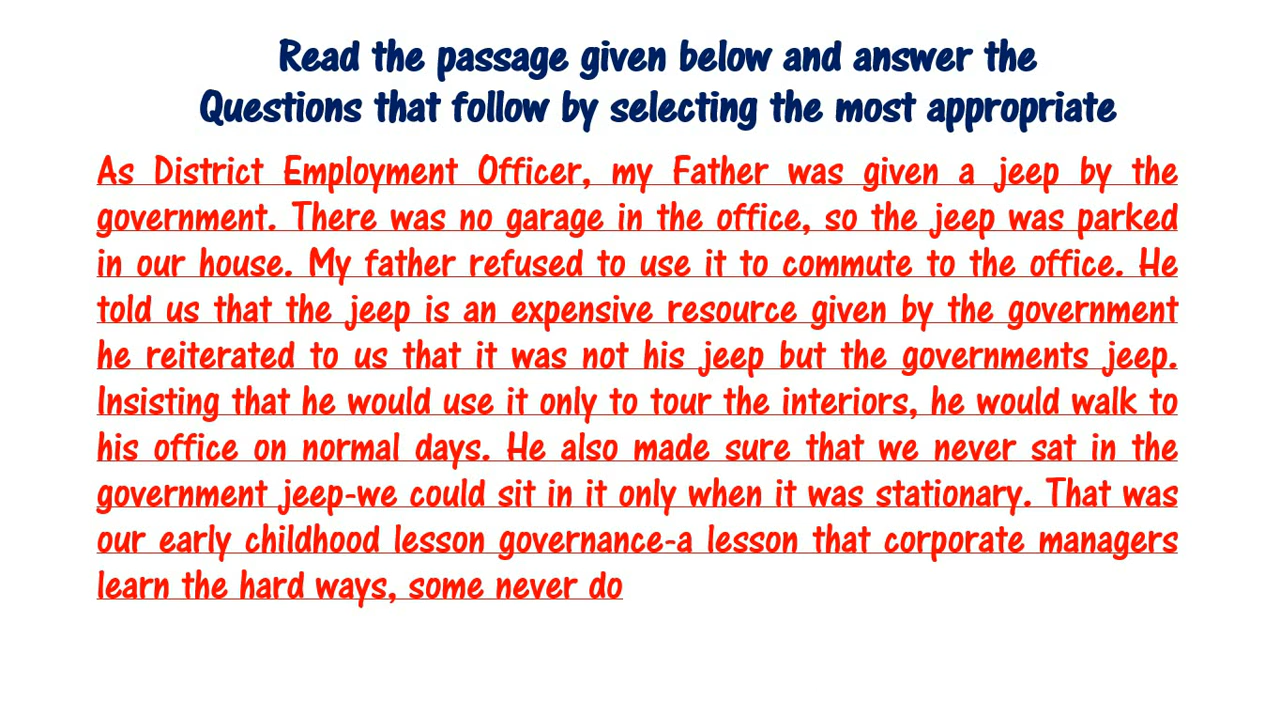 Read the passage given below and answer the
Questions that follow by selecting the most appropriate
As District Employment Officer, my Father was given a jeep by the
government. There was no garage in the office, so the jeep was parked
in our house. My father refused to use it to commute to the office. He
told us that the jeep is an expensive resource given by the government
he reiterated to us that it was not his jeep but the governments jeep.
Insisting that he would use it only to tour the interiors, he would walk to
his office on normal days. He also made sure that we never sat in the
government jeep-we could sit in it only when it was stationary. That was
our early childhood lesson governance-a lesson that corporate managers
learn the hard ways, some never do